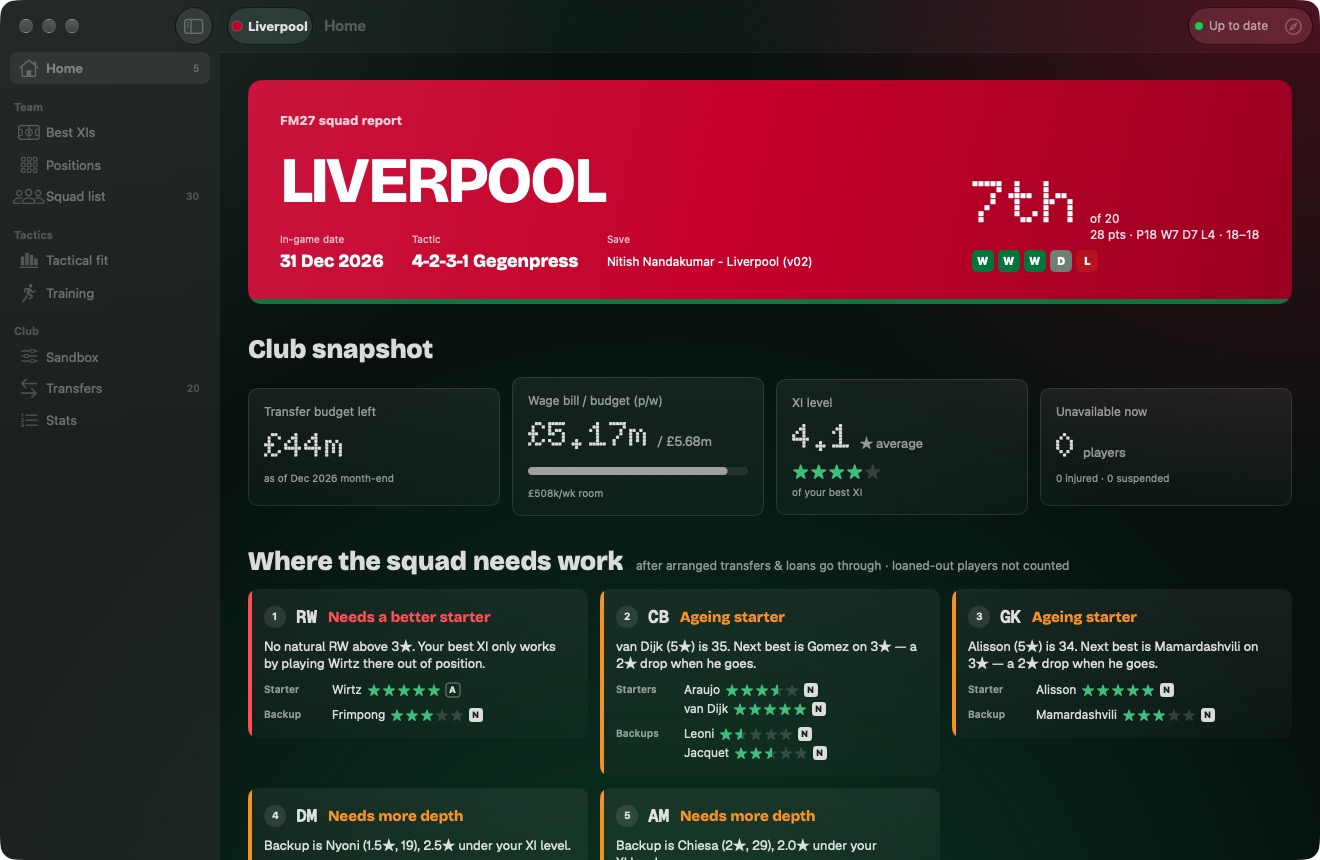 Liverpool
Home
Up to date
Home 5
Team
Best XIs
Positions
Squad list 30
Tactics
Tactical fit
Training
Club
Sandbox
Transfers 20
Stats
FM27 squad report
LIVERPOOL
In-game date
31 Dec 2026
Tactic
4-2-3-1 Gegenpress
Save
Nitish Nandakumar - Liverpool (v02)
7th
of 20
28 pts · P18 W7 D7 L4 · 18–18
W W W D L
Club snapshot
Transfer budget left
£44m
as of Dec 2026 month-end
Wage bill / budget (p/w)
£5.17m / £5.68m
£508k/wk room
XI level
4.1 ★ average
★★★★★
of your best XI
Unavailable now
0 players
0 injured · 0 suspended
Where the squad needs work after arranged transfers & loans go through · loaned-out players not counted
1 RW Needs a better starter
No natural RW above 3★. Your best XI only works
by playing Wirtz there out of position.
Starter Wirtz ★★★★★ A
Backup Frimpong ★★★★★ N
2 CB Ageing starter
van Dijk (5★) is 35. Next best is Gomez on 3★ — a
2★ drop when he goes.
Starters Araujo ★★★★★ N
van Dijk ★★★★★ N
Backups Leoni ★★★★★ N
Jacquet ★★★★★ N
3 GK Ageing starter
Alisson (5★) is 34. Next best is Mamardashvili on
3★ — a 2★ drop when he goes.
Starter Alisson ★★★★★ N
Backup Mamardashvili ★★★★★ N
4 DM Needs more depth
Backup is Nyoni (1.5★, 19), 2.5★ under your XI level.
5 AM Needs more depth
Backup is Chiesa (2★, 29), 2.0★ under your